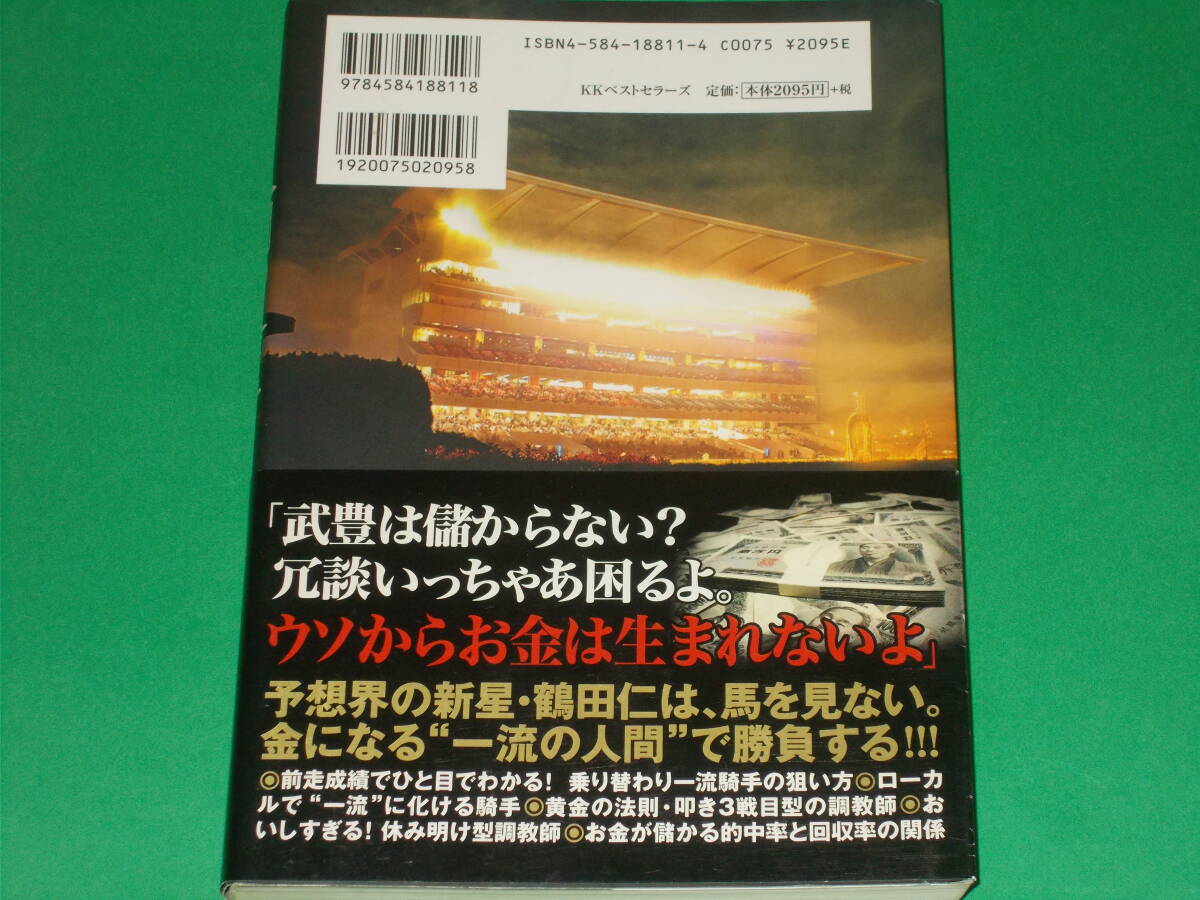 ISBN4-584-18811-4 C0075 ¥2095E
9784584188118
KKベストセラーズ 定価:本体2095円+税
1920075020958
「武豊は儲からない?
冗談いっちゃあ困るよ。
ウソからお金は生まれないよ」
予想界の新星・鶴田仁は、馬を見ない。
金になる“一流の人間”で勝負する!!!
◉前走成績でひと目でわかる! 乗り替わり一流騎手の狙い方◉ローカ
ルで“一流”に化ける騎手◉黄金の法則・叩き3戦目型の調教師◉お
いしすぎる! 休み明け型調教師◉お金が儲かる的中率と回収率の関係